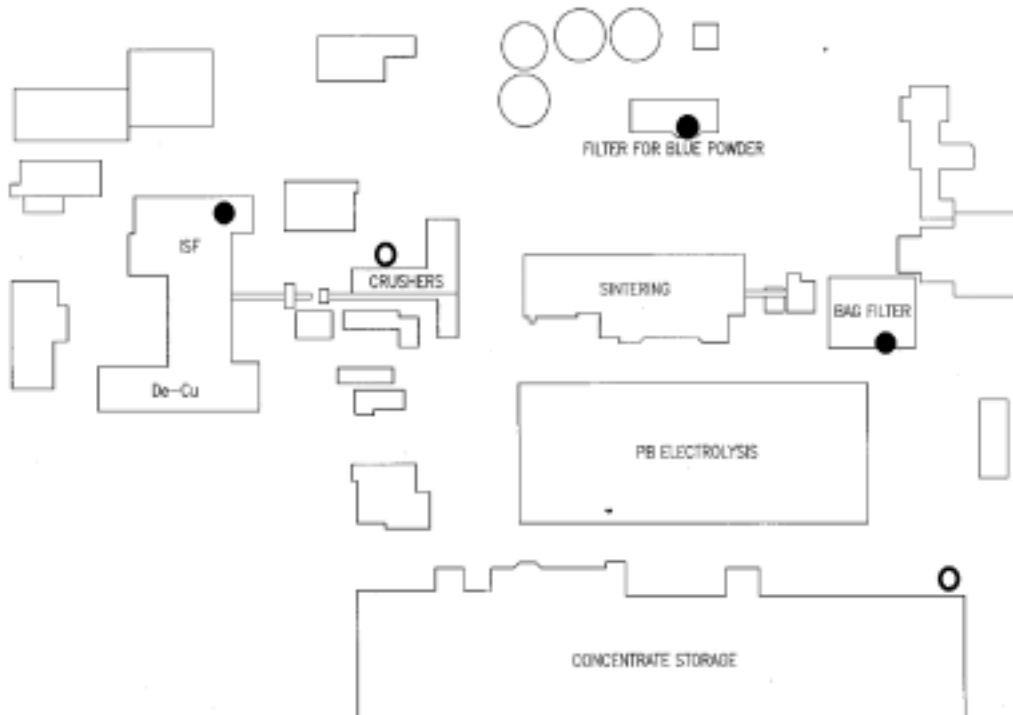 FILTER FOR BLUE POWDER
ISF
CRUSHERS
SINTERING
BAG FILTER
De-Cu
PB ELECTROLYSIS
CONCENTRATE STORAGE